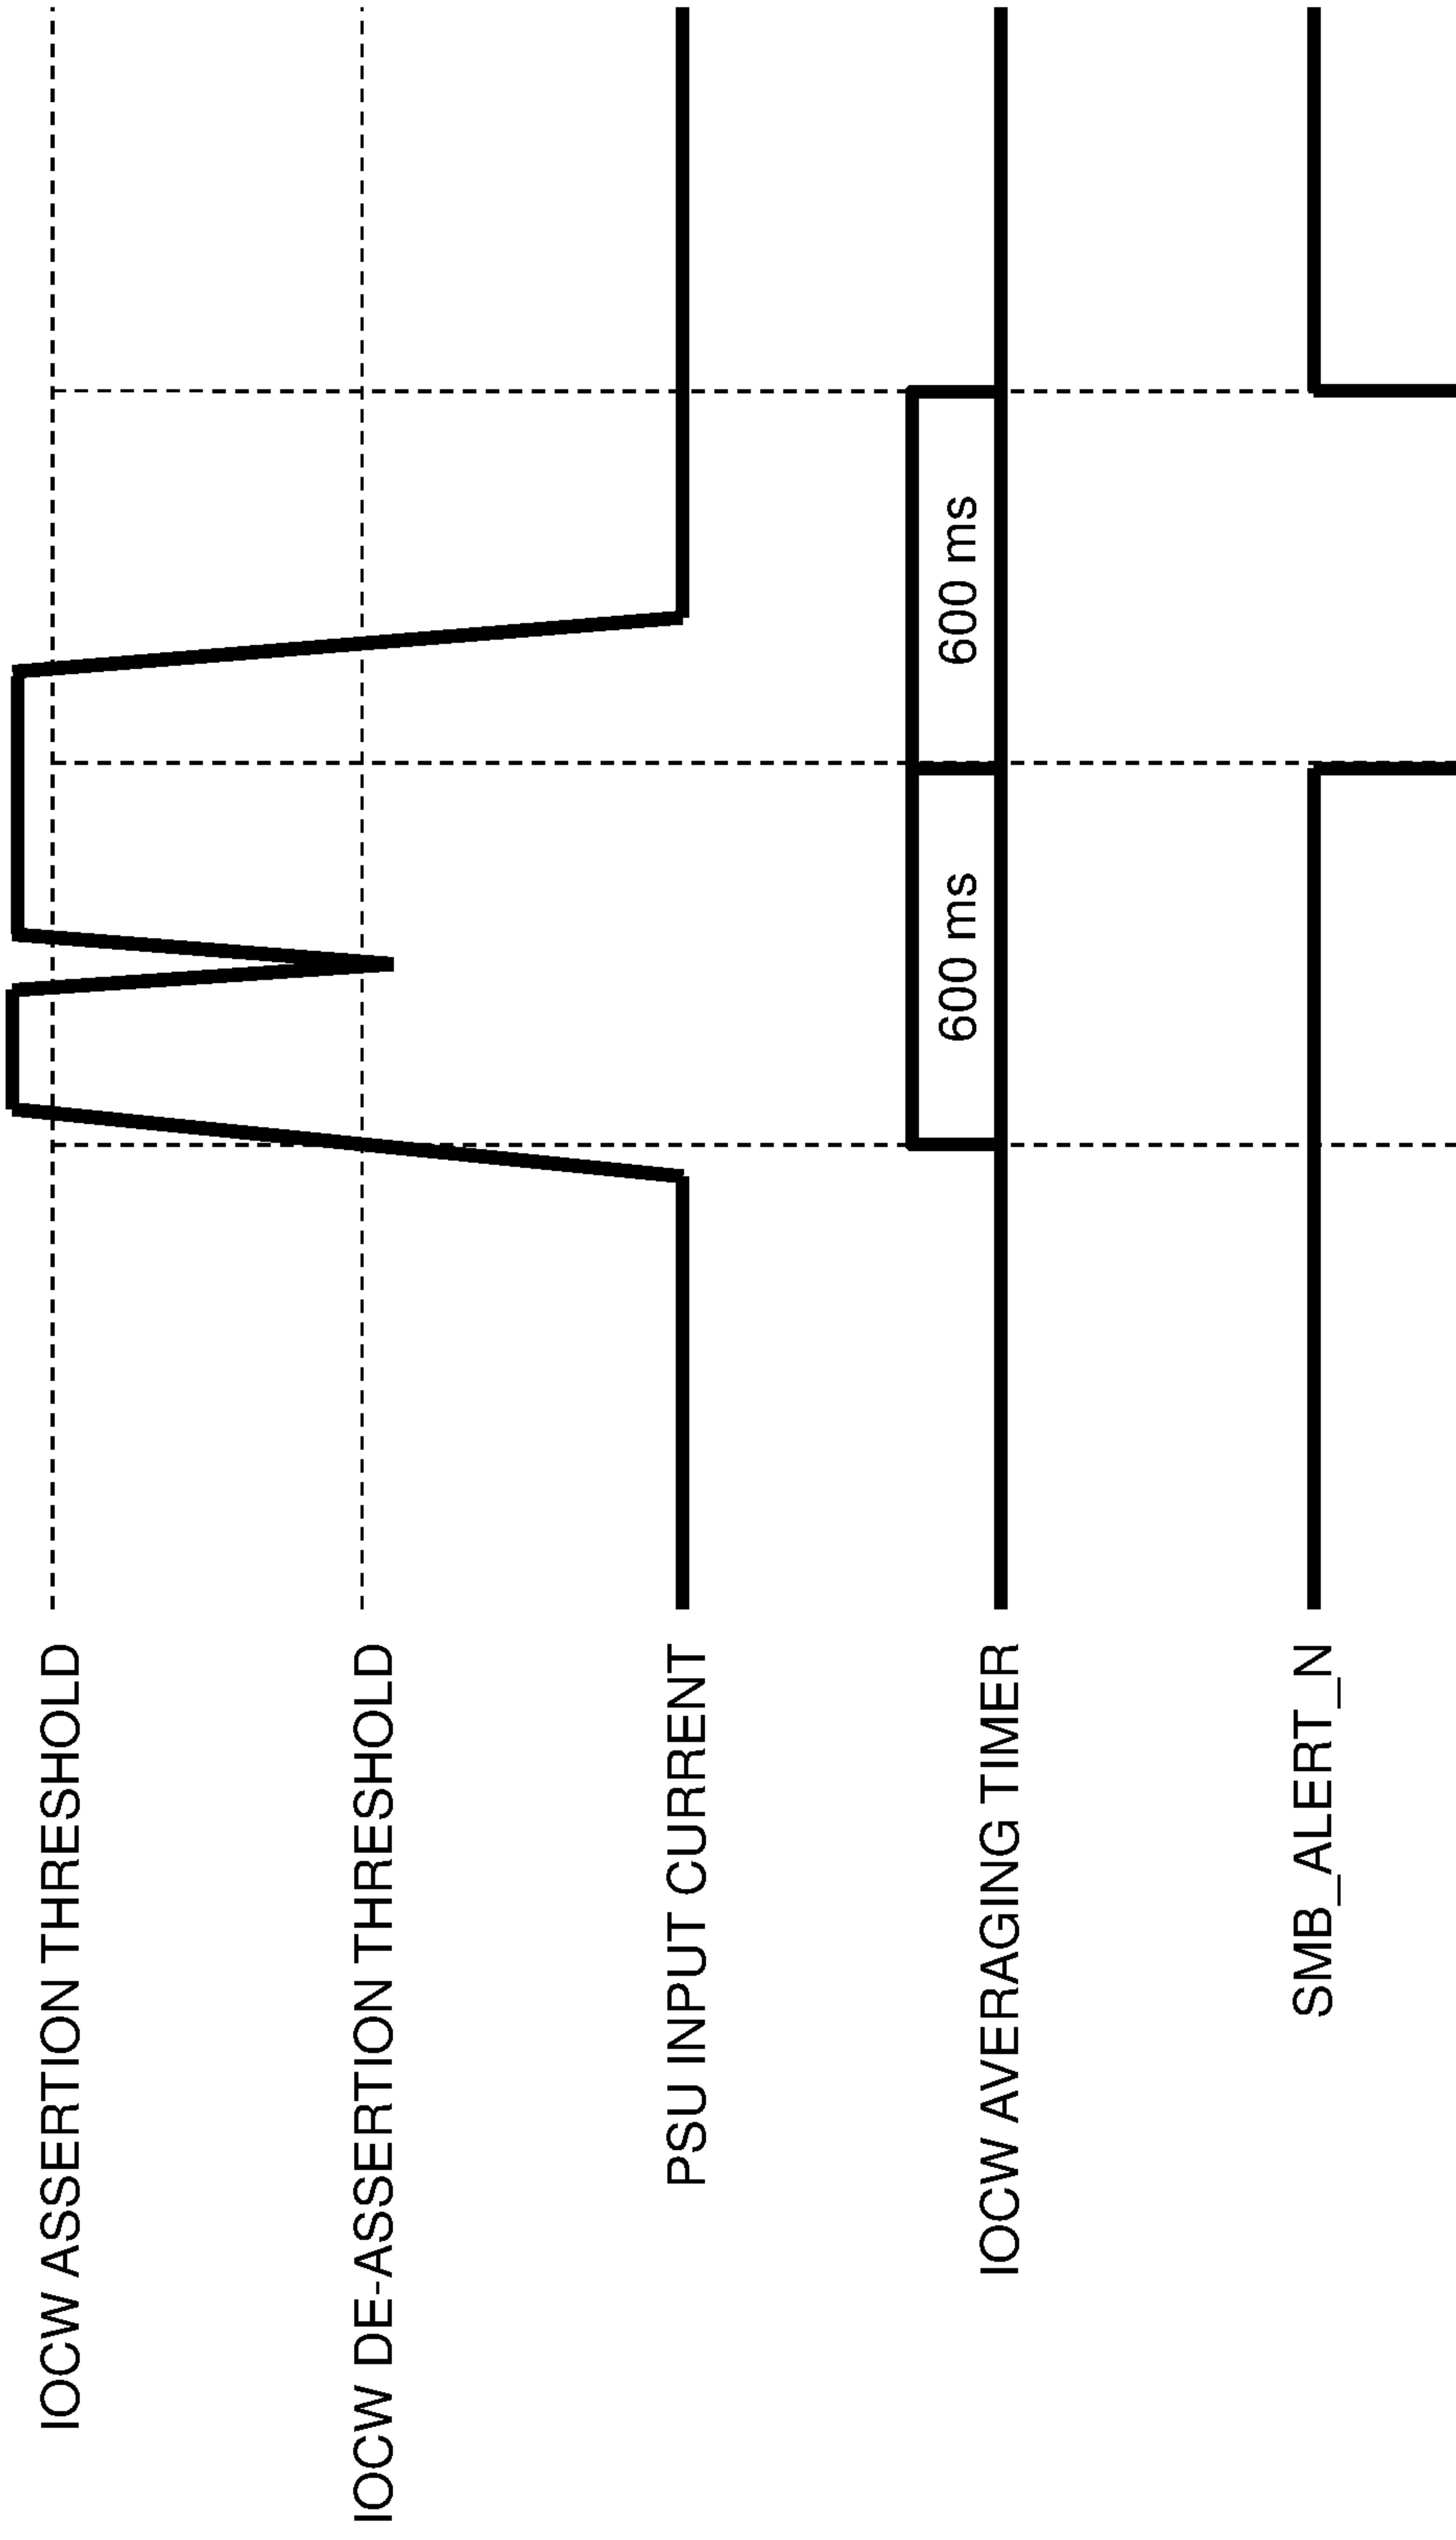 IOCW ASSERTION THRESHOLD
IOCW DE-ASSERTION THRESHOLD
PSU INPUT CURRENT
IOCW AVERAGING TIMER
600 ms
600 ms
SMB_ALERT_N